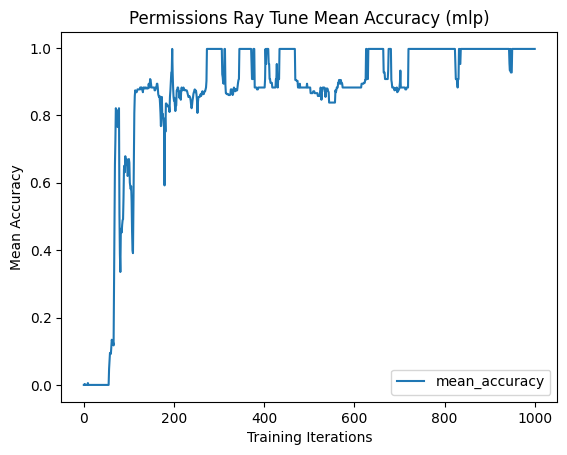 Permissions Ray Tune Mean Accuracy (mlp)
1.0
0.8
0.6
0.4
0.2
0.0
Mean Accuracy
mean_accuracy
0 200 400 600 800 1000
Training Iterations